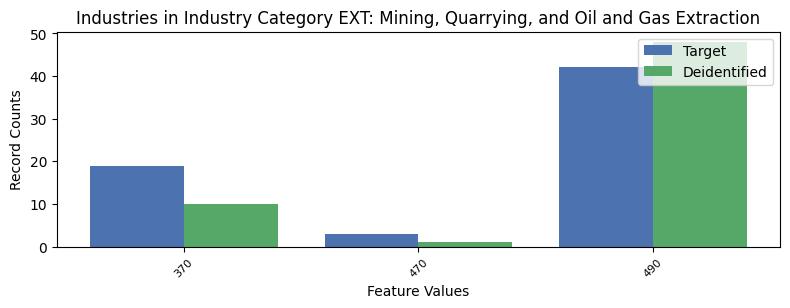 Industries in Industry Category EXT: Mining, Quarrying, and Oil and Gas Extraction
50
40
30
20
10
0
Record Counts
Target
Deidentified
370
470
490
Feature Values